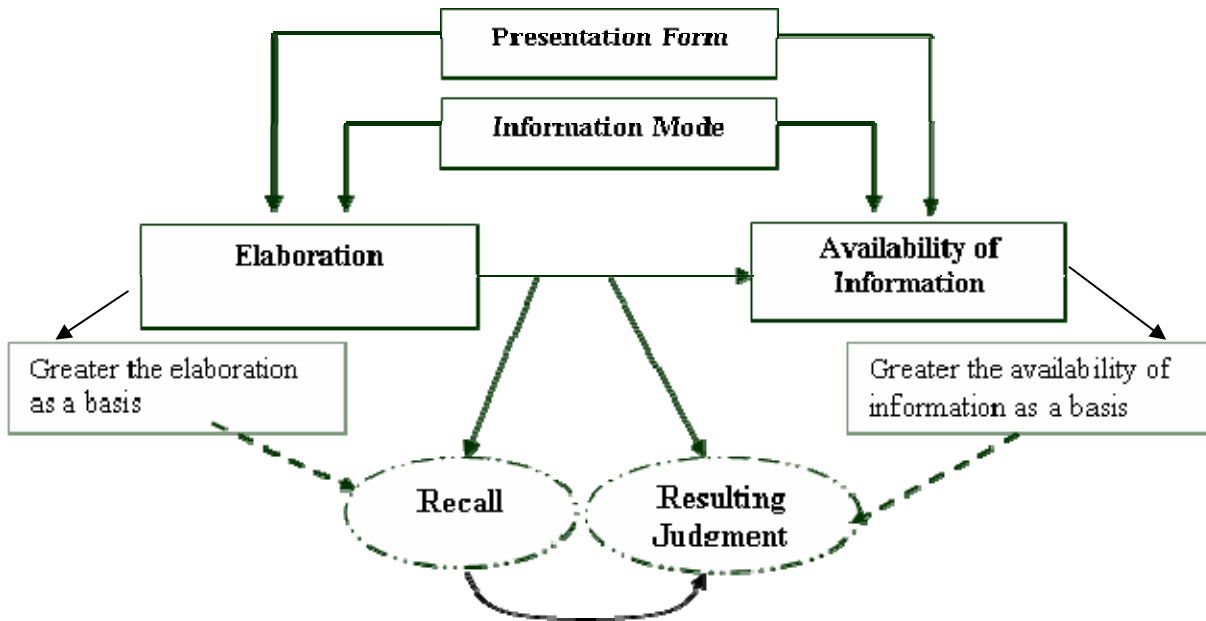 Presentation Form
Information Mode
Elaboration
Availability of
Information
Greater the elaboration
as a basis
Greater the availability of
information as a basis
Recall
Resulting
Judgment